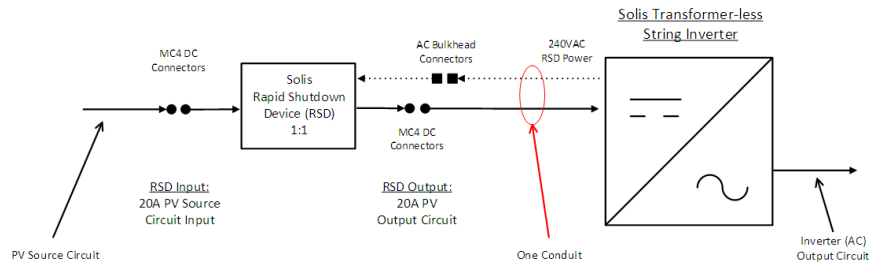 Solis Transformer-less
String Inverter
MC4 DC
Connectors
AC Bulkhead
Connectors
240VAC
RSD Power
Solis
Rapid Shutdown
Device (RSD)
1:1
MC4 DC
Connectors
RSD Input:
20A PV Source
Circuit Input
RSD Output:
20A PV
Output Circuit
PV Source Circuit
One Conduit
Inverter (AC)
Output Circuit